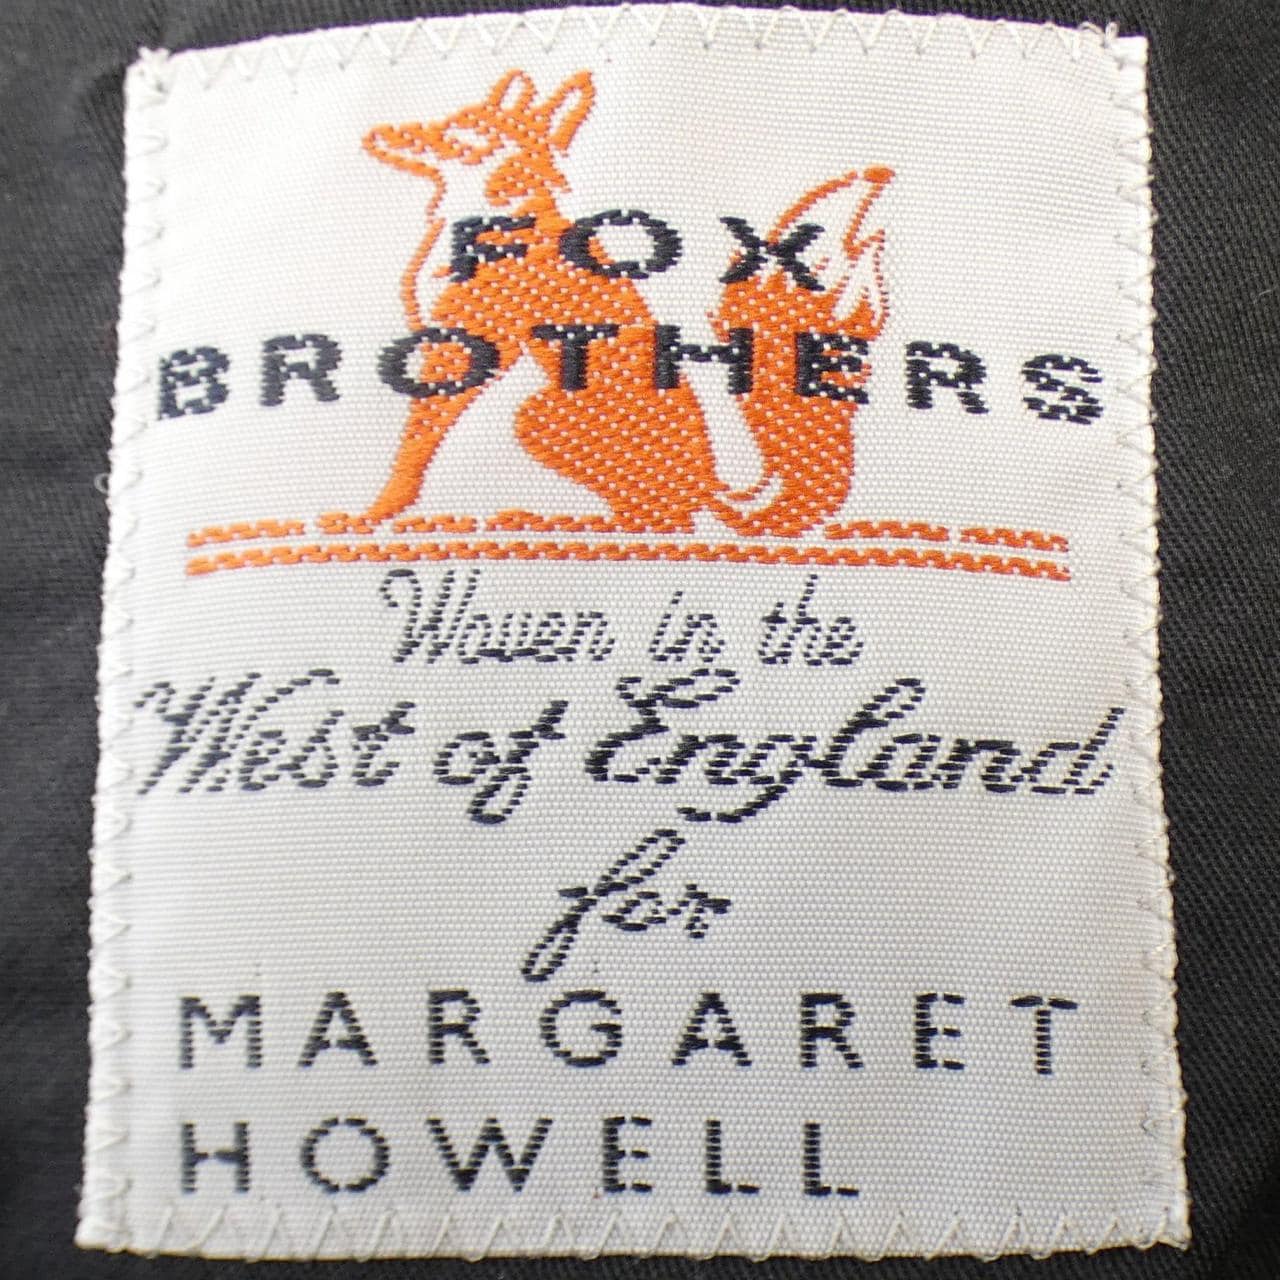 FOX
BROTHERS
Woven in the
West of England
for
MARGARET
HOWELL